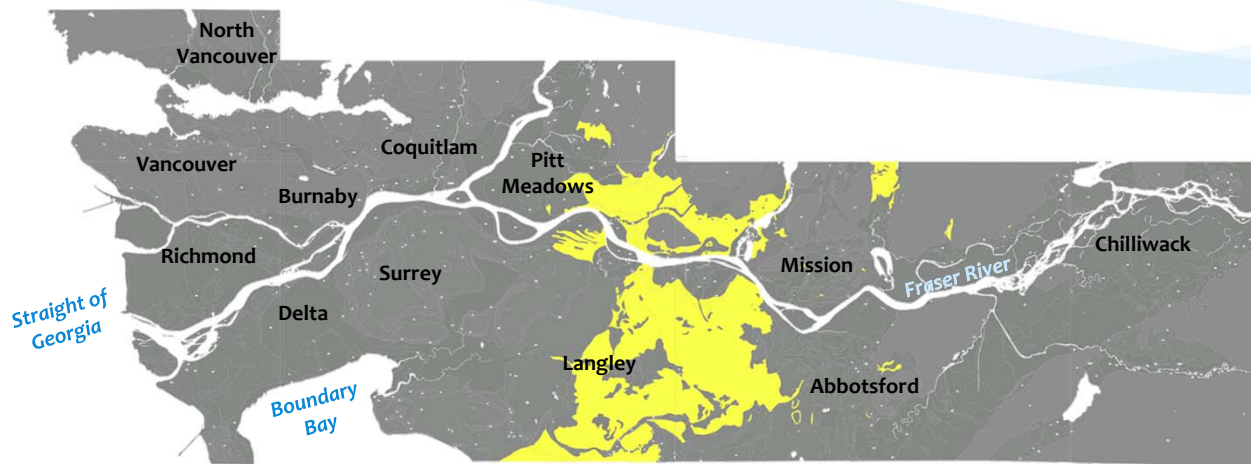 North
Vancouver
Vancouver
Burnaby
Coquitlam
Pitt
Meadows
Richmond
Surrey
Delta
Straight of
Georgia
Boundary
Bay
Langley
Mission
Fraser River
Chilliwack
Abbotsford